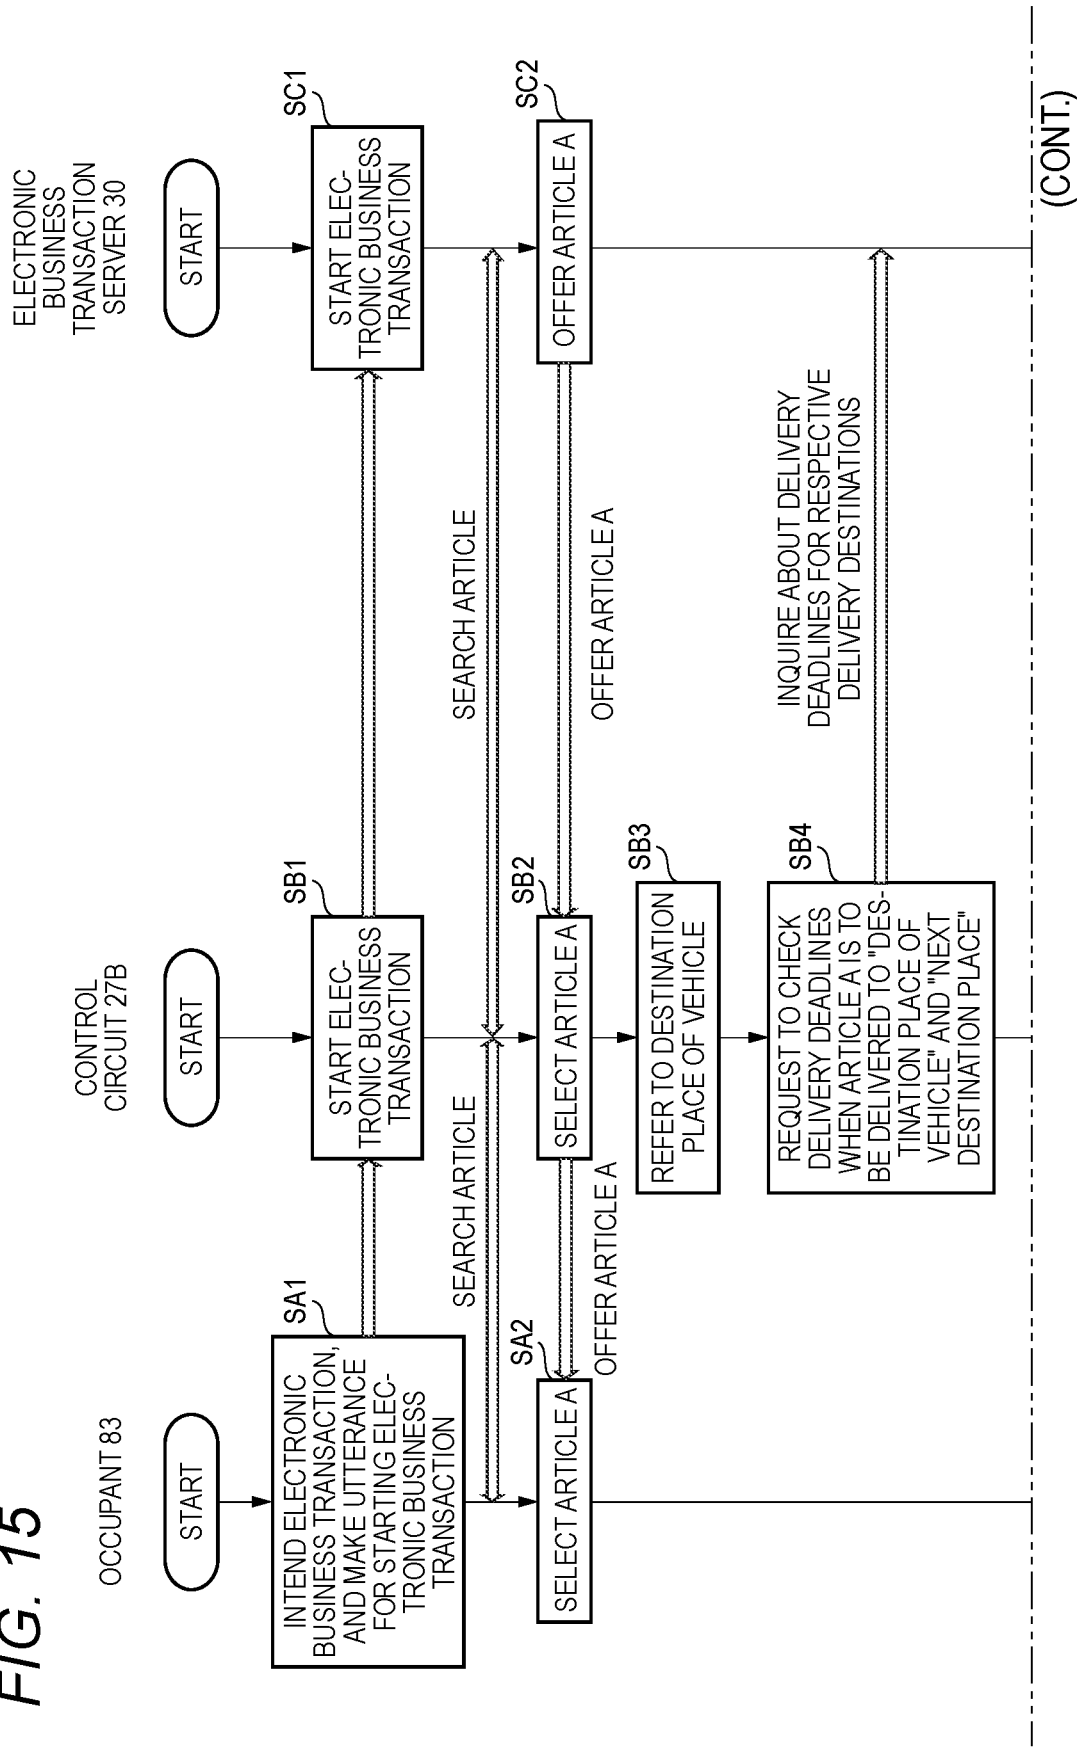 FIG. 15
OCCUPANT 83
CONTROL
CIRCUIT 27B
ELECTRONIC
BUSINESS
TRANSACTION
SERVER 30
START
START
START
SA1
INTEND ELECTRONIC
BUSINESS TRANSACTION,
AND MAKE UTTERANCE
FOR STARTING ELEC-
TRONIC BUSINESS
TRANSACTION
SB1
START ELEC-
TRONIC BUSINESS
TRANSACTION
SC1
START ELEC-
TRONIC BUSINESS
TRANSACTION
SEARCH ARTICLE
SEARCH ARTICLE
SA2
SELECT ARTICLE A
SB2
SELECT ARTICLE A
SC2
OFFER ARTICLE A
OFFER ARTICLE A
OFFER ARTICLE A
SB3
REFER TO DESTINATION
PLACE OF VEHICLE
SB4
REQUEST TO CHECK
DELIVERY DEADLINES
WHEN ARTICLE A IS TO
BE DELIVERED TO "DES-
TINATION PLACE OF
VEHICLE" AND "NEXT
DESTINATION PLACE"
INQUIRE ABOUT DELIVERY
DEADLINES FOR RESPECTIVE
DELIVERY DESTINATIONS
(CONT.)